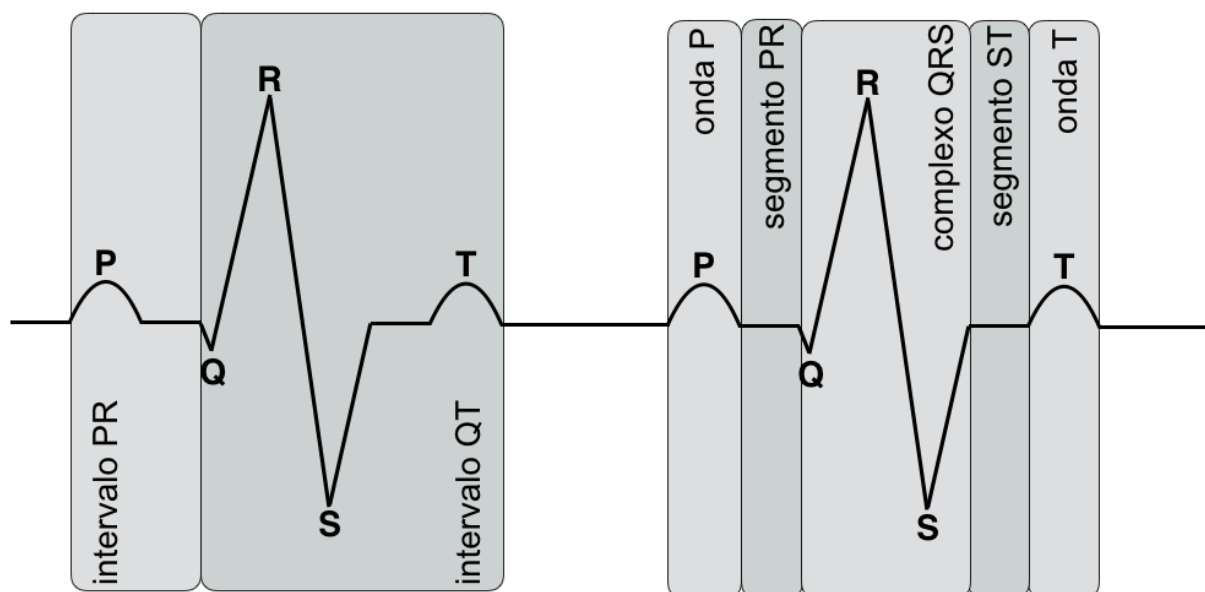 R
P
T
Q
S
intervalo PR
intervalo QT
onda P
segmento PR
complexo QRS
segmento ST
onda T
R
P
T
Q
S